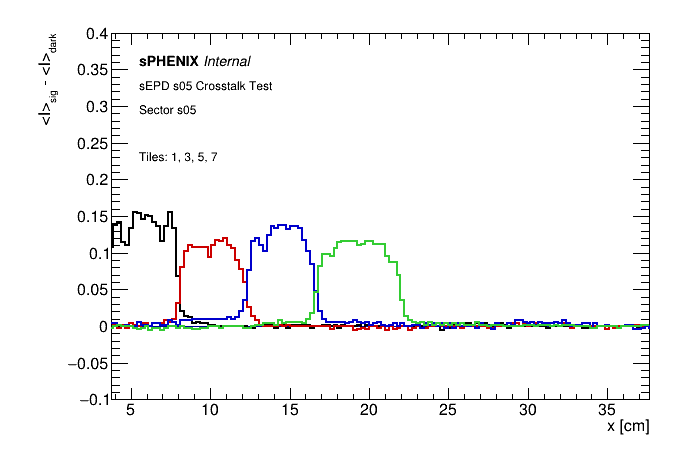 0.4
<I>sig - <I>dark
sPHENIX Internal
0.35
sEPD s05 Crosstalk Test
0.3
Sector s05
0.25
Tiles: 1, 3, 5, 7
0.2
0.15
0.1
0.05
0
−0.05
−0.1
5 10 15 20 25 30 35
x [cm]